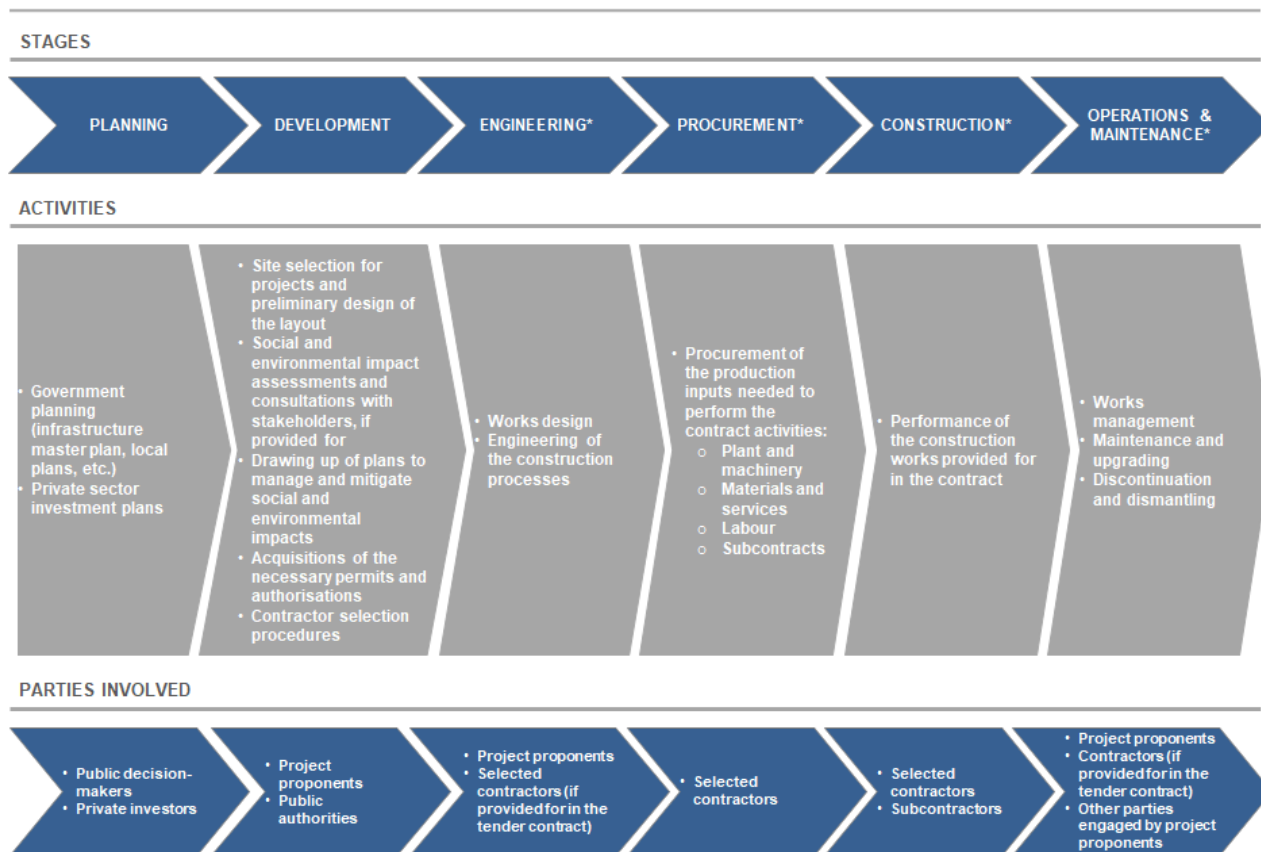 STAGES
PLANNING
DEVELOPMENT
ENGINEERING*
PROCUREMENT*
CONSTRUCTION*
OPERATIONS &
MAINTENANCE*
ACTIVITIES
• Government
planning
(infrastructure
master plan, local
plans, etc.)
• Private sector
investment plans
• Site selection for
projects and
preliminary design of
the layout
• Social and
environmental impact
assessments and
consultations with
stakeholders, if
provided for
• Drawing up of plans to
manage and mitigate
social and
environmental
impacts
• Acquisitions of the
necessary permits and
authorisations
• Contractor selection
procedures
• Works design
• Engineering of
the construction
processes
• Procurement of
the production
inputs needed to
perform the
contract activities:
o Plant and
machinery
o Materials and
services
o Labour
o Subcontracts
• Performance of
the construction
works provided for
in the contract
• Works
management
• Maintenance and
upgrading
• Discontinuation
and dismantling
PARTIES INVOLVED
• Public decision-
makers
• Private investors
• Project
proponents
• Public
authorities
• Project proponents
• Selected
contractors (if
provided for in the
tender contract)
• Selected
contractors
• Selected
contractors
• Subcontractors
• Project proponents
• Contractors (if
provided for in the
tender contract)
• Other parties
engaged by project
proponents